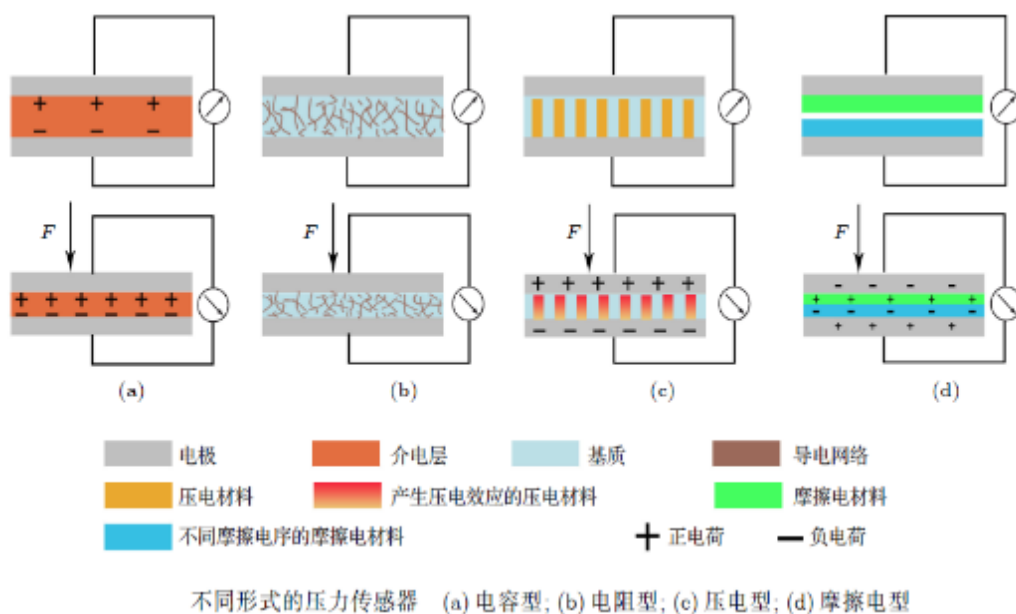 + + +
− − −
F F F F
+ + + + + +
− − − − − −
+ + + + + +
− − − − − −
- - - -
+ + + + +
- - - - -
+ + + +
(a) (b) (c) (d)
电极 介电层 基质 导电网络
压电材料 产生压电效应的压电材料 摩擦电材料
不同摩擦电序的摩擦电材料 + 正电荷 − 负电荷
不同形式的压力传感器 (a) 电容型; (b) 电阻型; (c) 压电型; (d) 摩擦电型